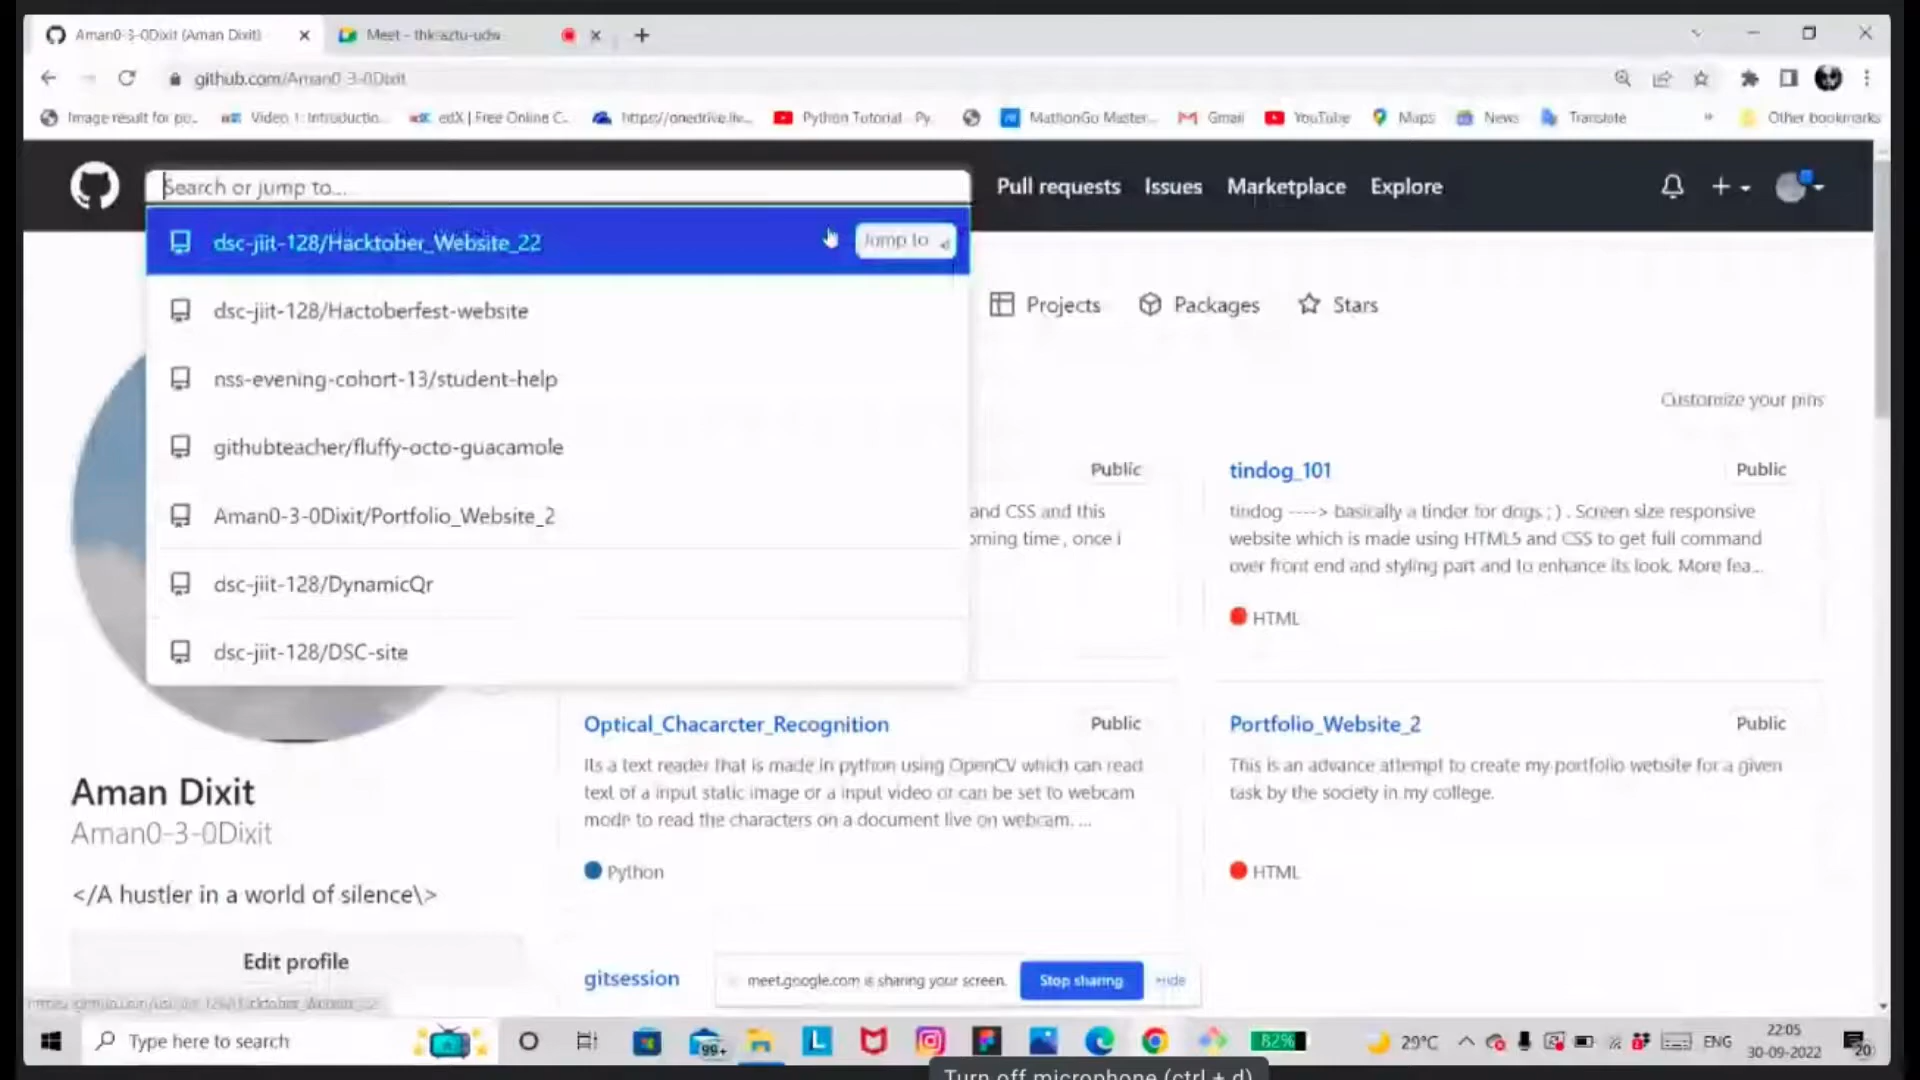 Aman0-3-0Dixit (Aman Dixit)
Meet - thk-aztu-udw
github.com/Aman0-3-0Dixit
Image result for po...
Video 1: Introductio...
edX | Free Online C...
https://onedrive.liv...
Python Tutorial - Py...
MathonGo Master...
Gmail
YouTube
Maps
News
Translate
»
Other bookmarks
Search or jump to...
Pull requests
Issues
Marketplace
Explore
dsc-jiit-128/Hacktober_Website_22
Jump to
dsc-jiit-128/Hactoberfest-website
nss-evening-cohort-13/student-help
githubteacher/fluffy-octo-guacamole
Aman0-3-0Dixit/Portfolio_Website_2
dsc-jiit-128/DynamicQr
dsc-jiit-128/DSC-site
Projects
Packages
Stars
Customize your pins
Public
and CSS and this
oming time , once i
tindog_101
Public
tindog ----> basically a tinder for dogs ; ) . Screen size responsive
website which is made using HTML5 and CSS to get full command
over front end and styling part and to enhance its look. More fea...
HTML
Optical_Chacarcter_Recognition
Public
Its a text reader that is made in python using OpenCV which can read
text of a input static image or a input video or can be set to webcam
mode to read the characters on a document live on webcam. ...
Python
Portfolio_Website_2
Public
This is an advance attempt to create my portfolio website for a given
task by the society in my college.
HTML
Aman Dixit
Aman0-3-0Dixit
</A hustler in a world of silence\>
Edit profile
gitsession
meet.google.com is sharing your screen.
Stop sharing
Hide
Type here to search
99+
82%
29°C
ENG
22:05
30-09-2022
20
Turn off microphone (ctrl + d)